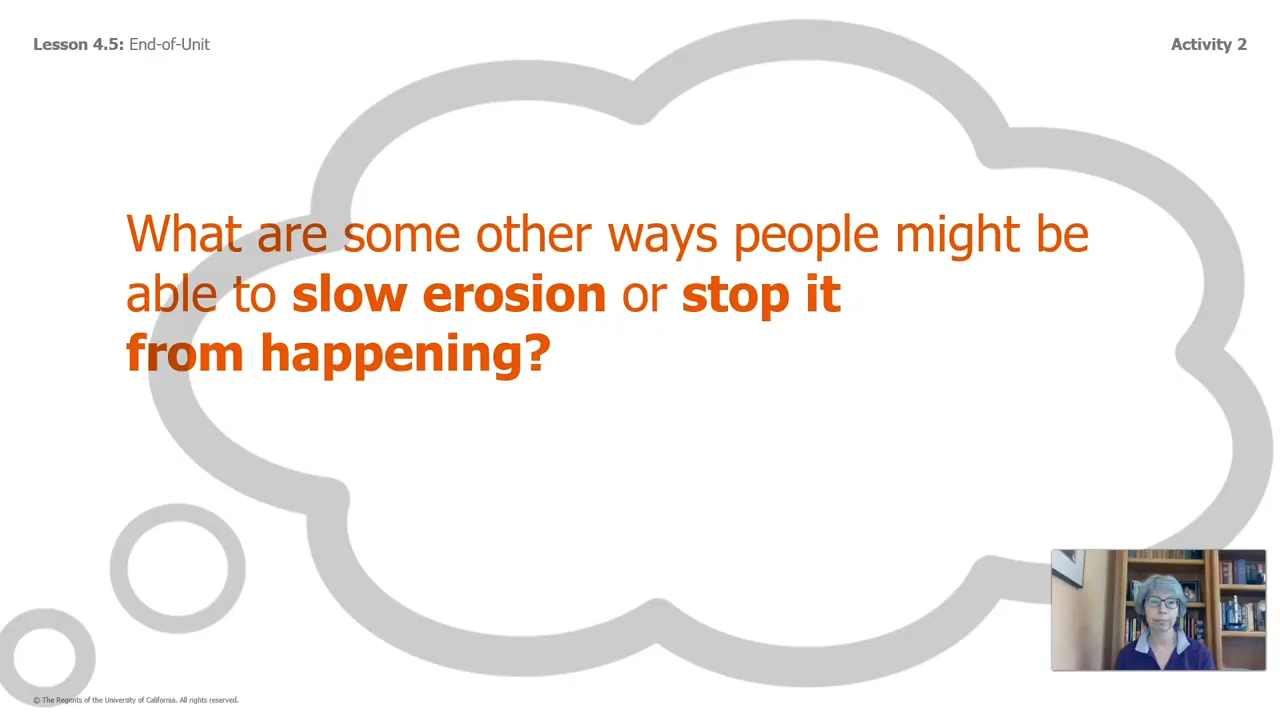 Lesson 4.5: End-of-Unit
Activity 2
What are some other ways people might be
able to slow erosion or stop it
from happening?
© The Regents of the University of California. All rights reserved.